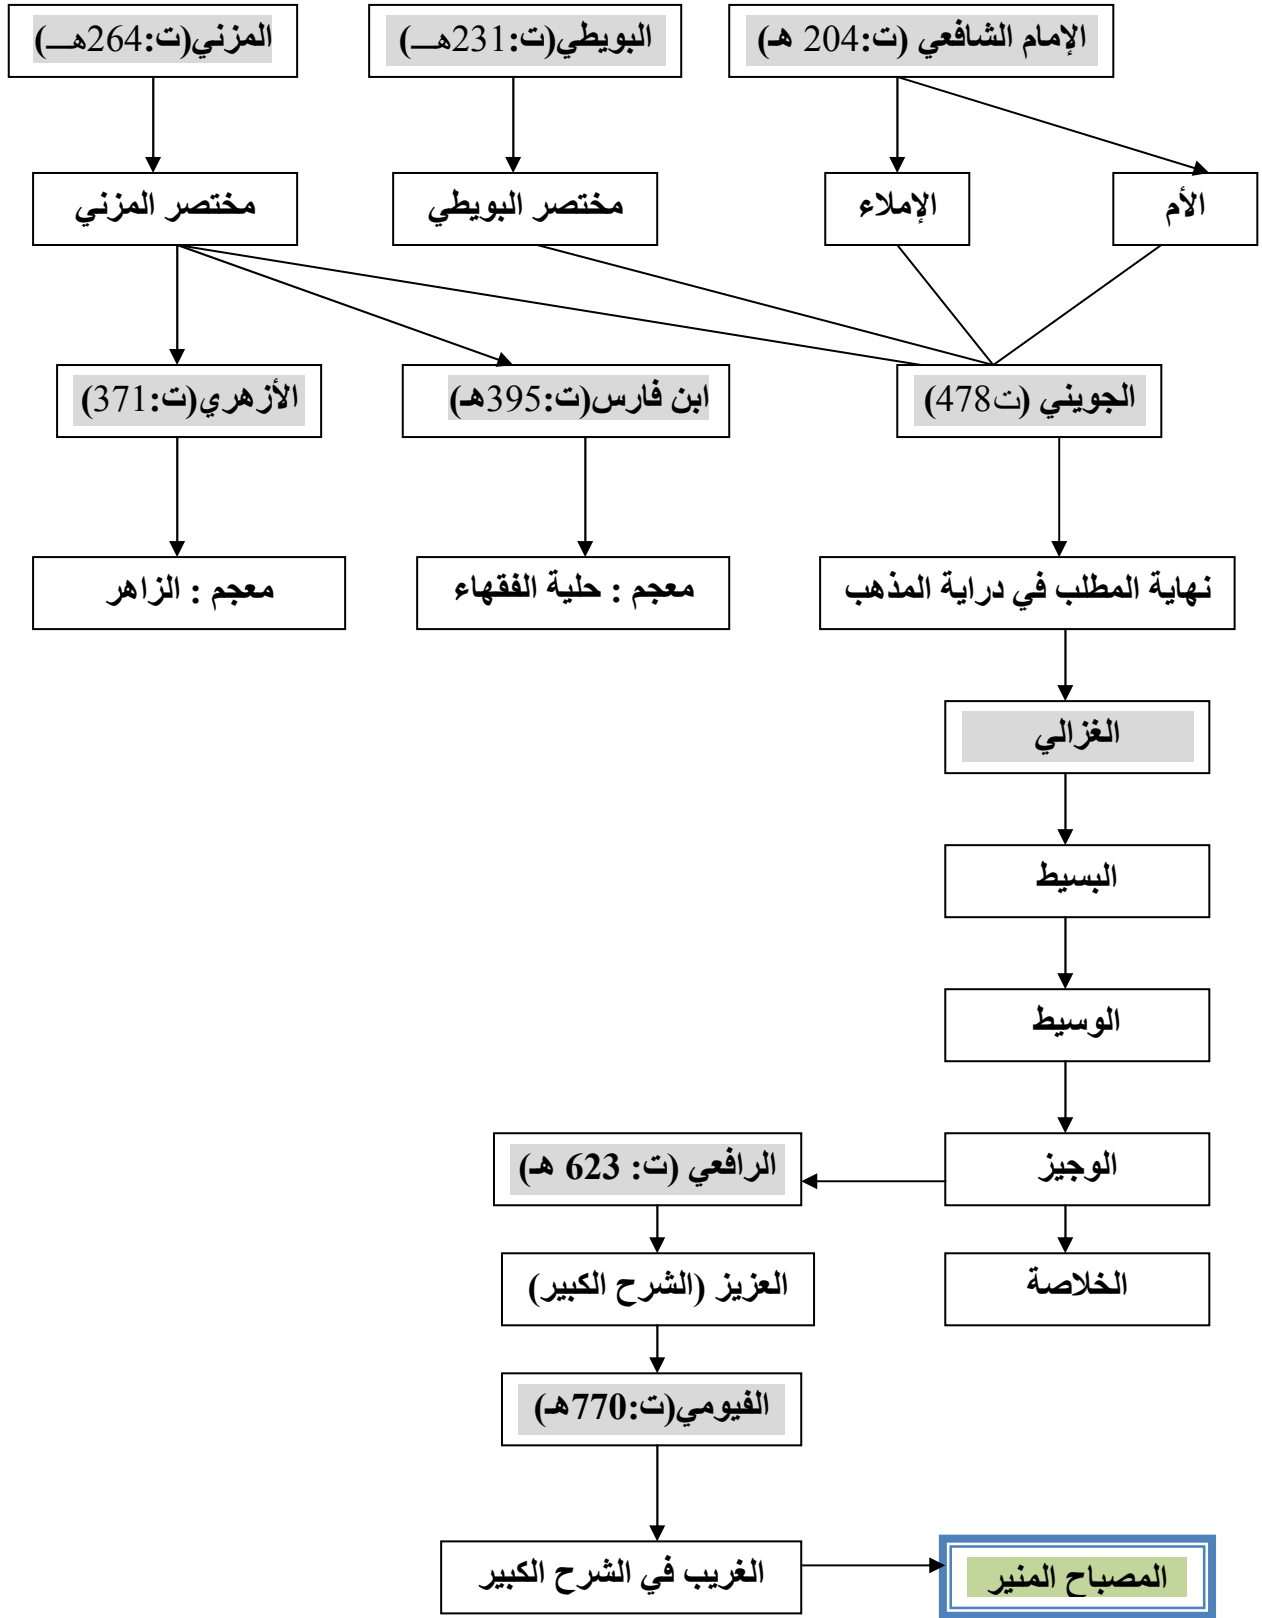 الإمام الشافعي (ت:204 هـ)
البويطي(ت:231هـــ)
المزني(ت:264هـــ)
الأم
الإملاء
مختصر البويطي
مختصر المزني
الجويني (ت478)
ابن فارس(ت:395هـ)
الأزهري(ت:371)
نهاية المطلب في دراية المذهب
معجم : حلية الفقهاء
معجم : الزاهر
الغزالي
البسيط
الوسيط
الوجيز
الرافعي (ت: 623 هـ)
الخلاصة
العزيز (الشرح الكبير)
الفيومي(ت:770هـ)
الغريب في الشرح الكبير
المصباح المنير